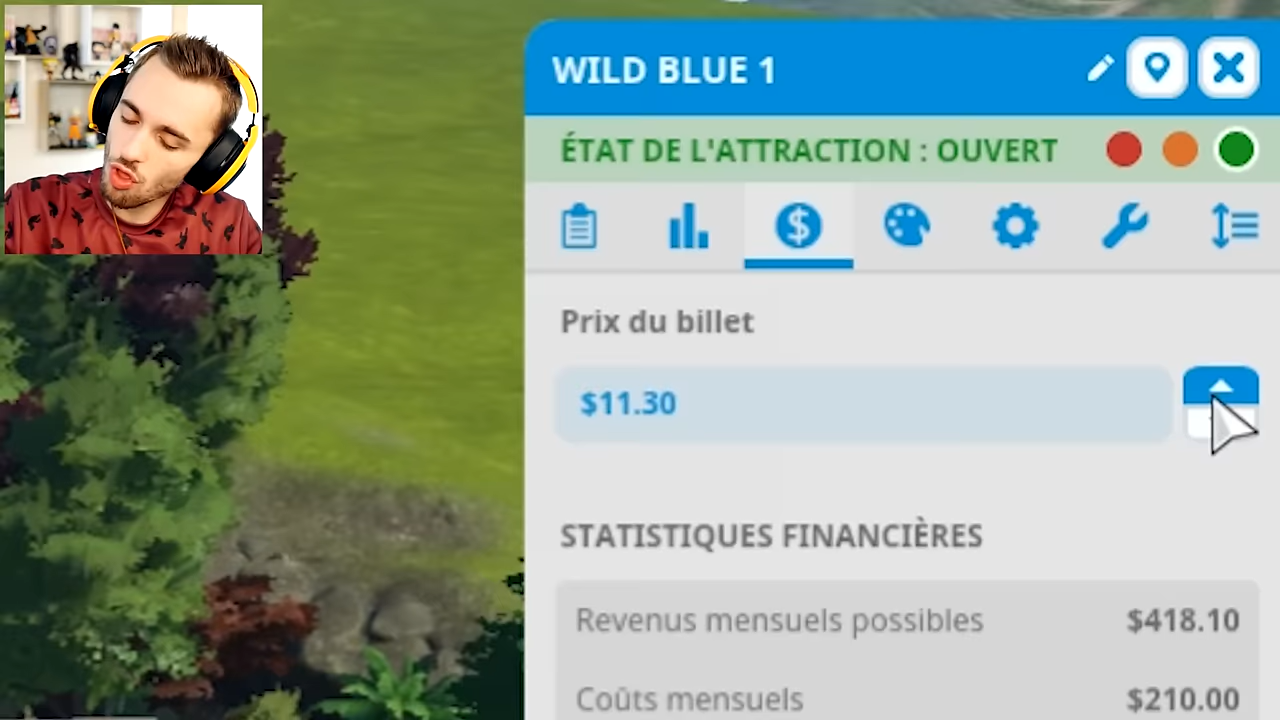 WILD BLUE 1
ÉTAT DE L'ATTRACTION : OUVERT
Prix du billet
$11.30
STATISTIQUES FINANCIÈRES
Revenus mensuels possibles $418.10
Coûts mensuels $210.00